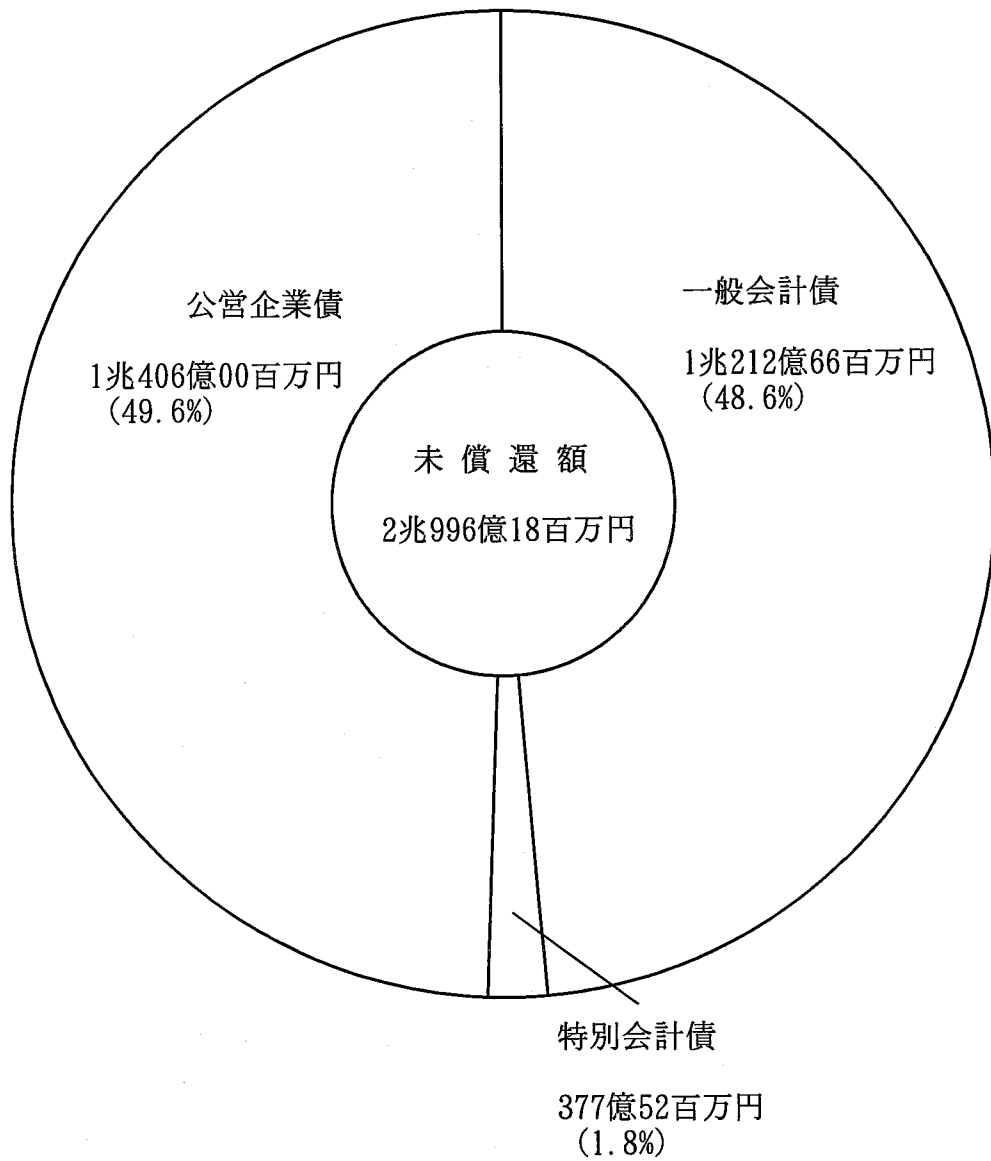 公営企業債
1兆406億00百万円
(49.6%)
一般会計債
1兆212億66百万円
(48.6%)
未償還額
2兆996億18百万円
特別会計債
377億52百万円
(1.8%)